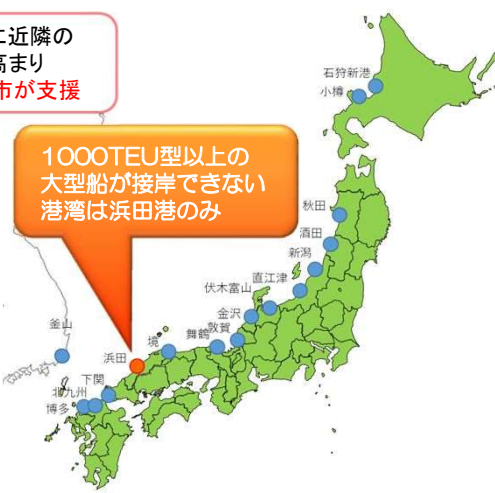 に近隣の
高まり
市が支援
石狩新港
小樽
1000TEU型以上の
大型船が接岸できない
港湾は浜田港のみ
秋田
酒田
新潟
直江津
伏木富山
金沢
敦賀
舞鶴
境
釜山
浜田
下関
北九州
博多